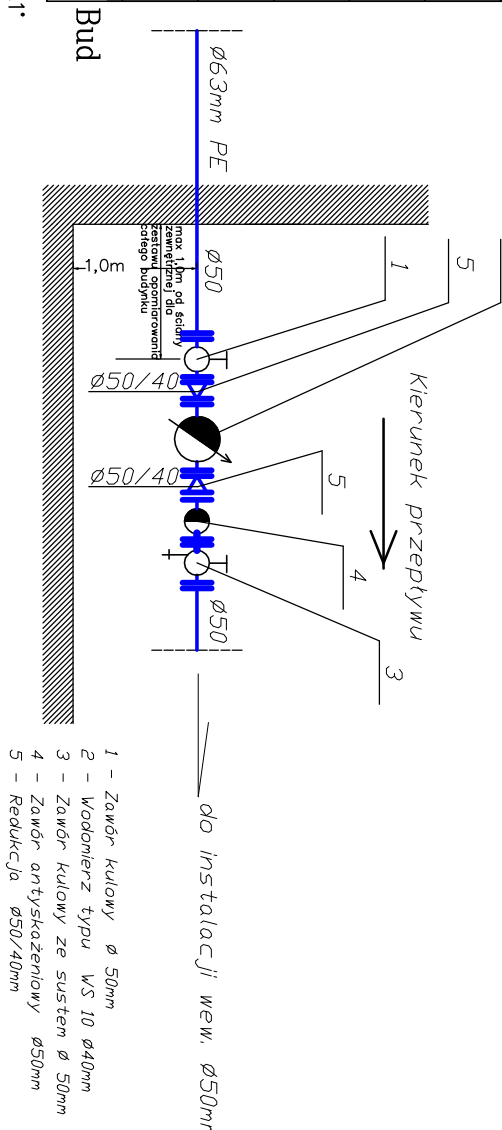 Bud
1"
Ø63mm PE
Ø50
1,0m
max 1,0m od ściany
zewnętrznej dla
zestawu opomiarowania
całego budynku
Ø50/40
Ø50/40
Ø50
1
5
5
4
3
Kierunek przepływu
do instalacji wew. Ø50mm
1 - Zawór kulowy Ø 50mm
2 - Wodomierz typu WS 10 Ø40mm
3 - Zawór kulowy ze sustem Ø 50mm
4 - Zawór antyskażeniowy Ø50mm
5 - Redukcja Ø50/40mm